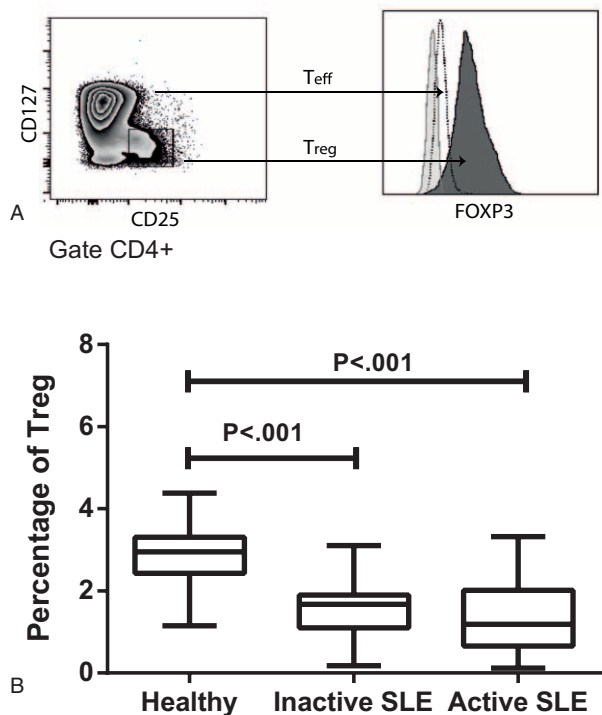 Teff
CD127
Treg
A
CD25
FOXP3
Gate CD4+
8
P<.001
6
P<.001
4
2
0
Percentage of Treg
B
Healthy
Inactive SLE
Active SLE